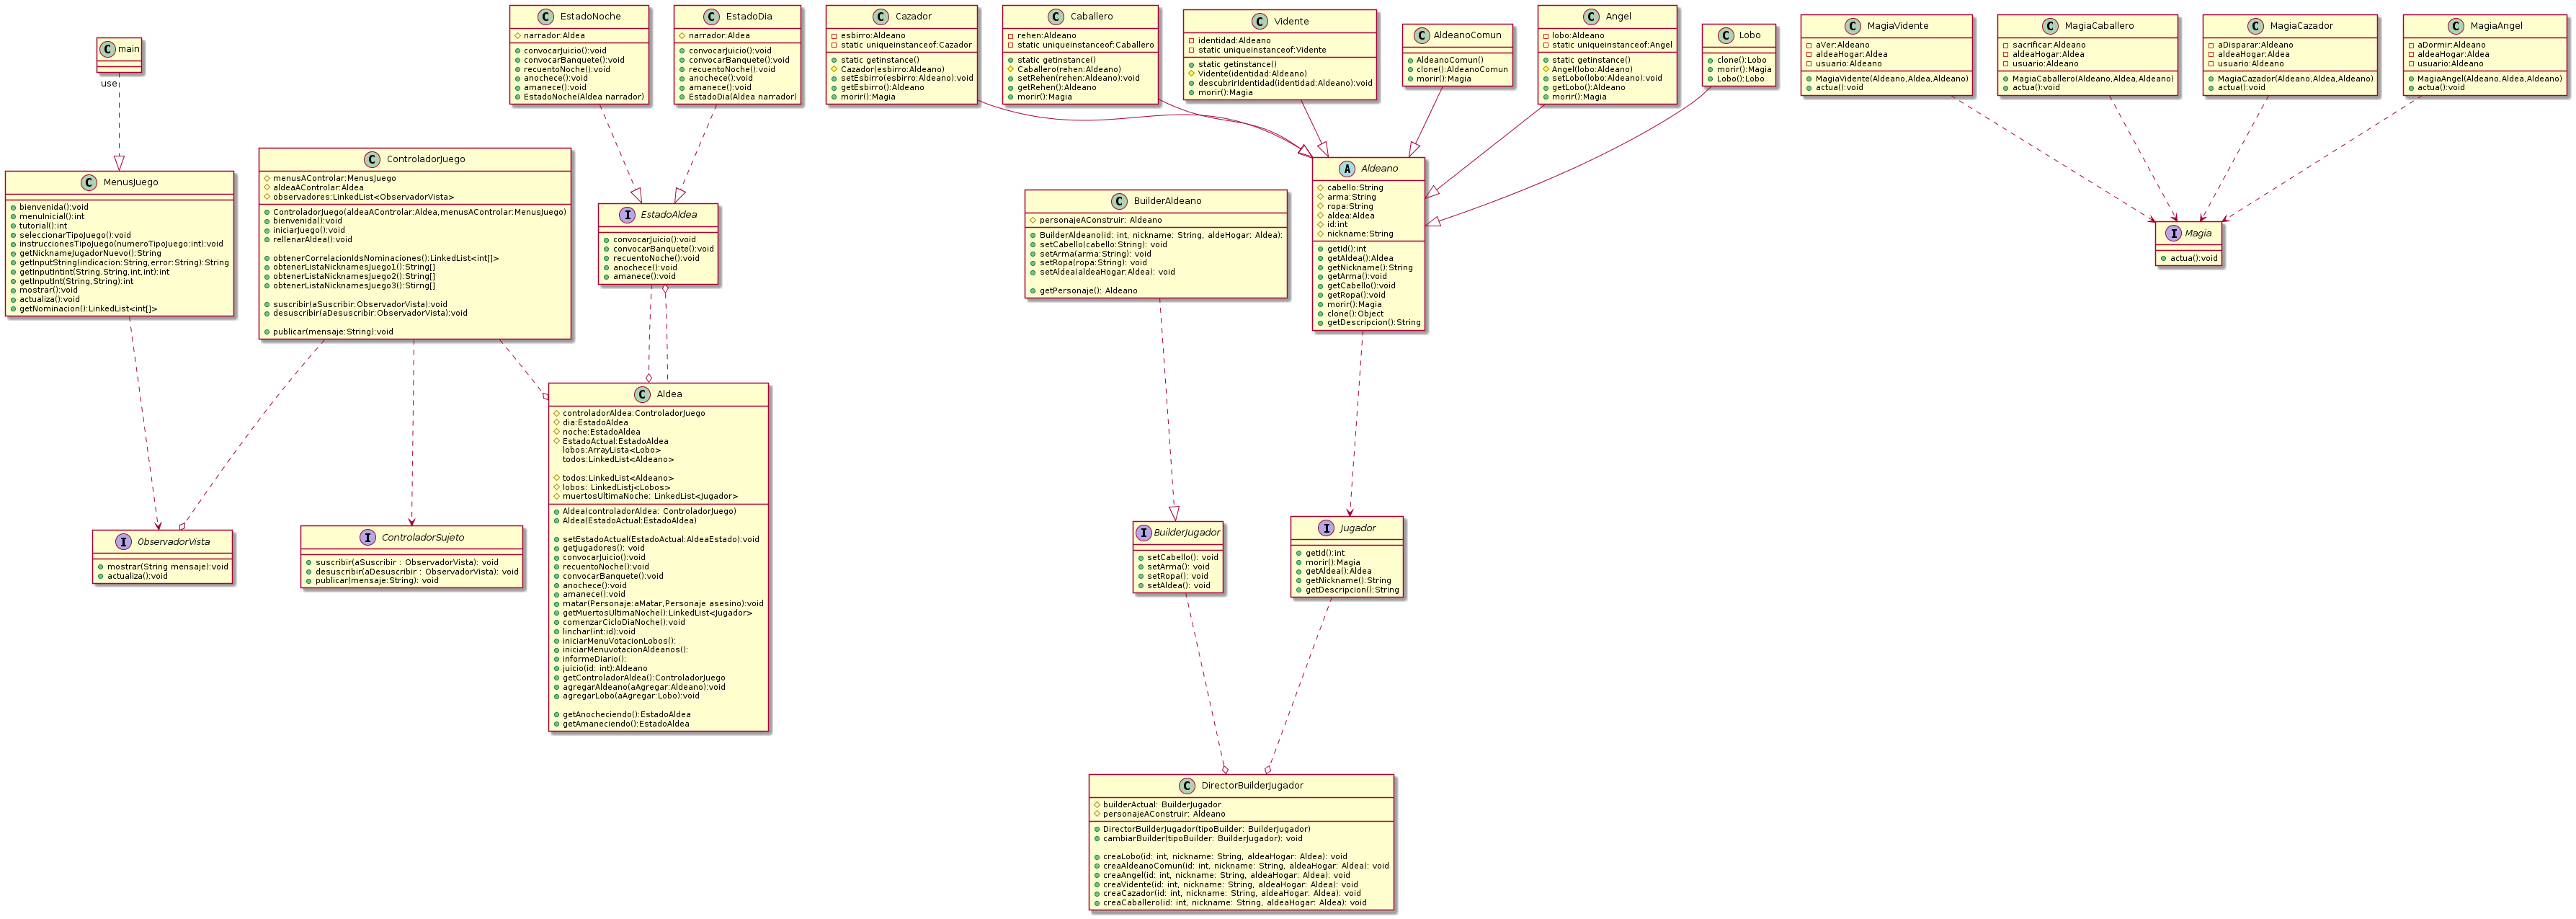 main
use
MenusJuego
bienvenida():void
menuInicial():int
tutorial():int
seleccionarTipoJuego():void
instruccionesTipoJuego(numeroTipoJuego:int):void
getNicknameJugadorNuevo():String
getInputString(indicacion:String,error:String):String
getInputIntint(String,String,int,int):int
getInputInt(String,String):int
mostrar():void
actualiza():void
getNominacion():LinkedList<int[]>
ControladorJuego
menusAControlar:MenusJuego
aldeaAControlar:Aldea
observadores:LinkedList<ObservadorVista>
ControladorJuego(aldeaAControlar:Aldea,menusAControlar:MenusJuego)
bienvenida():void
iniciarJuego():void
rellenarAldea():void
obtenerCorrelacionIdsNominaciones():LinkedList<int[]>
obtenerListaNicknamesJuego1():String[]
obtenerListaNicknamesJuego2():String[]
obtenerListaNicknamesJuego3():Stirng[]
suscribir(aSuscribir:ObservadorVista):void
desuscribir(aDesuscribir:ObservadorVista):void
publicar(mensaje:String):void
EstadoNoche
narrador:Aldea
convocarJuicio():void
convocarBanquete():void
recuentoNoche():void
anochece():void
amanece():void
EstadoNoche(Aldea narrador)
EstadoDia
narrador:Aldea
convocarJuicio():void
convocarBanquete():void
recuentoNoche():void
anochece():void
amanece():void
EstadoDia(Aldea narrador)
EstadoAldea
convocarJuicio():void
convocarBanquete():void
recuentoNoche():void
anochece():void
amanece():void
Cazador
esbirro:Aldeano
static uniqueinstanceof:Cazador
static getinstance()
Cazador(esbirro:Aldeano)
setEsbirro(esbirro:Aldeano):void
getEsbirro():Aldeano
morir():Magia
Caballero
rehen:Aldeano
static uniqueinstanceof:Caballero
static getinstance()
Caballero(rehen:Aldeano)
setRehen(rehen:Aldeano):void
getRehen():Aldeano
morir():Magia
Vidente
identidad:Aldeano
static uniqueinstanceof:Vidente
static getinstance()
Vidente(identidad:Aldeano)
descubrirIdentidad(identidad:Aldeano):void
morir():Magia
AldeanoComun
AldeanoComun()
clone():AldeanoComun
morir():Magia
Angel
lobo:Aldeano
static uniqueinstanceof:Angel
static getinstance()
Angel(lobo:Aldeano)
setLobo(lobo:Aldeano):void
getLobo():Aldeano
morir():Magia
Lobo
clone():Lobo
morir():Magia
Lobo():Lobo
MagiaVidente
aVer:Aldeano
aldeaHogar:Aldea
usuario:Aldeano
MagiaVidente(Aldeano,Aldea,Aldeano)
actua():void
MagiaCaballero
sacrificar:Aldeano
aldeaHogar:Aldea
usuario:Aldeano
MagiaCaballero(Aldeano,Aldea,Aldeano)
actua():void
MagiaCazador
aDisparar:Aldeano
aldeaHogar:Aldea
usuario:Aldeano
MagiaCazador(Aldeano,Aldea,Aldeano)
actua():void
MagiaAngel
aDormir:Aldeano
aldeaHogar:Aldea
usuario:Aldeano
MagiaAngel(Aldeano,Aldea,Aldeano)
actua():void
Magia
actua():void
BuilderAldeano
personajeAConstruir: Aldeano
BuilderAldeano(id: int, nickname: String, aldeHogar: Aldea):
setCabello(cabello:String): void
setArma(arma:String): void
setRopa(ropa:String): void
setAldea(aldeaHogar:Aldea): void
getPersonaje(): Aldeano
Aldeano
cabello:String
arma:String
ropa:String
aldea:Aldea
id:int
nickname:String
getId():int
getAldea():Aldea
getNickname():String
getArma():void
getCabello():void
getRopa():void
morir():Magia
clone():Object
getDescripcion():String
Aldea
controladorAldea:ControladorJuego
dia:EstadoAldea
noche:EstadoAldea
EstadoActual:EstadoAldea
lobos:ArrayLista<Lobo>
todos:LinkedList<Aldeano>
todos:LinkedList<Aldeano>
lobos: LinkedListj<Lobos>
muertosUltimaNoche: LinkedList<Jugador>
Aldea(controladorAldea: ControladorJuego)
Aldea(EstadoActual:EstadoAldea)
setEstadoActual(EstadoActual:AldeaEstado):void
getJugadores(): void
convocarJuicio():void
recuentoNoche():void
convocarBanquete():void
anochece():void
amanece():void
matar(Personaje:aMatar,Personaje asesino):void
getMuertosUltimaNoche():LinkedList<Jugador>
comenzarCicloDiaNoche():void
linchar(int:id):void
iniciarMenuVotacionLobos():
iniciarMenuvotacionAldeanos():
informeDiario():
juicio(id: int):Aldeano
getControladorAldea():ControladorJuego
agregarAldeano(aAgregar:Aldeano):void
agregarLobo(aAgregar:Lobo):void
getAnocheciendo():EstadoAldea
getAmaneciendo():EstadoAldea
ObservadorVista
mostrar(String mensaje):void
actualiza():void
ControladorSujeto
suscribir(aSuscribir : ObservadorVista): void
desuscribir(aDesuscribir : ObservadorVista): void
publicar(mensaje:String): void
BuilderJugador
setCabello(): void
setArma(): void
setRopa(): void
setAldea(): void
Jugador
getId():int
morir():Magia
getAldea():Aldea
getNickname():String
getDescripcion():String
DirectorBuilderJugador
builderActual: BuilderJugador
personajeAConstruir: Aldeano
DirectorBuilderJugador(tipoBuilder: BuilderJugador)
cambiarBuilder(tipoBuilder: BuilderJugador): void
creaLobo(id: int, nickname: String, aldeaHogar: Aldea): void
creaAldeanoComun(id: int, nickname: String, aldeaHogar: Aldea): void
creaAngel(id: int, nickname: String, aldeaHogar: Aldea): void
creaVidente(id: int, nickname: String, aldeaHogar: Aldea): void
creaCazador(id: int, nickname: String, aldeaHogar: Aldea): void
creaCaballero(id: int, nickname: String, aldeaHogar: Aldea): void